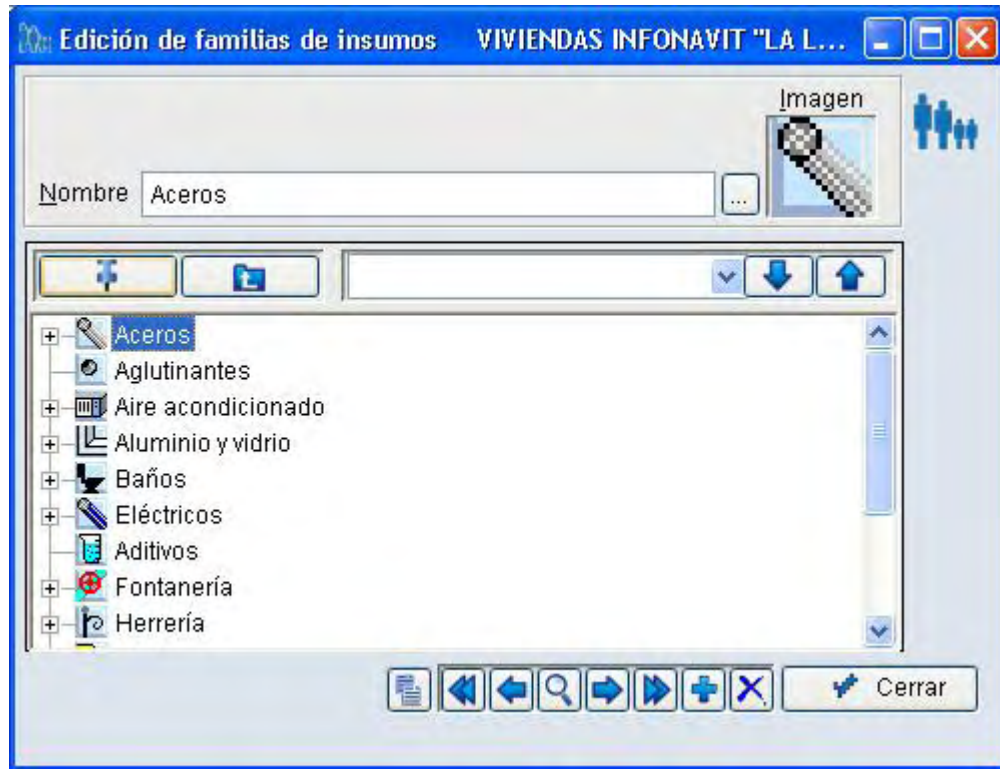 Edición de familias de insumos VIVIENDAS INFONAVIT "LA L...
Imagen
Nombre Aceros ...
Aceros
Aglutinantes
Aire acondicionado
Aluminio y vidrio
Baños
Eléctricos
Aditivos
Fontanería
Herrería
Cerrar